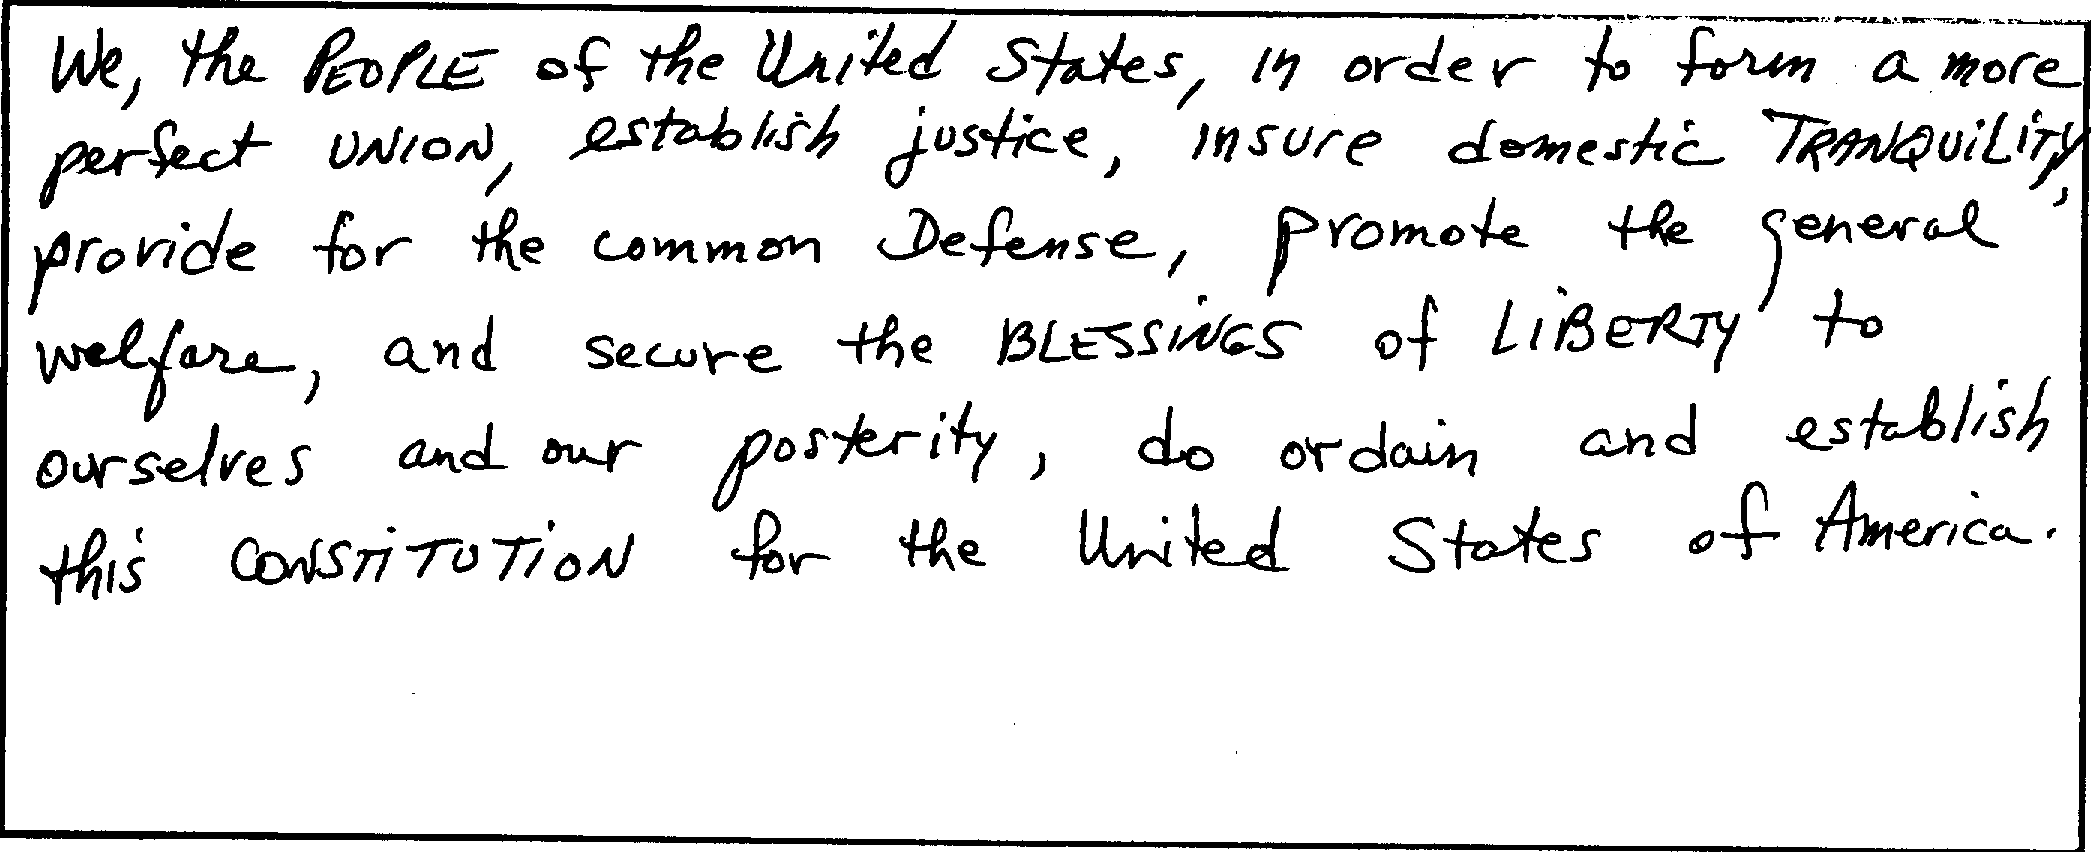 We, the PEOPLE of the United States, in order to form a more
perfect UNION, establish justice, insure domestic TRANQUILITY,
provide for the common Defense, promote the general
welfare, and secure the BLESSINGS of LIBERTY to
ourselves and our posterity, do ordain and establish
this CONSTITUTION for the United States of America.